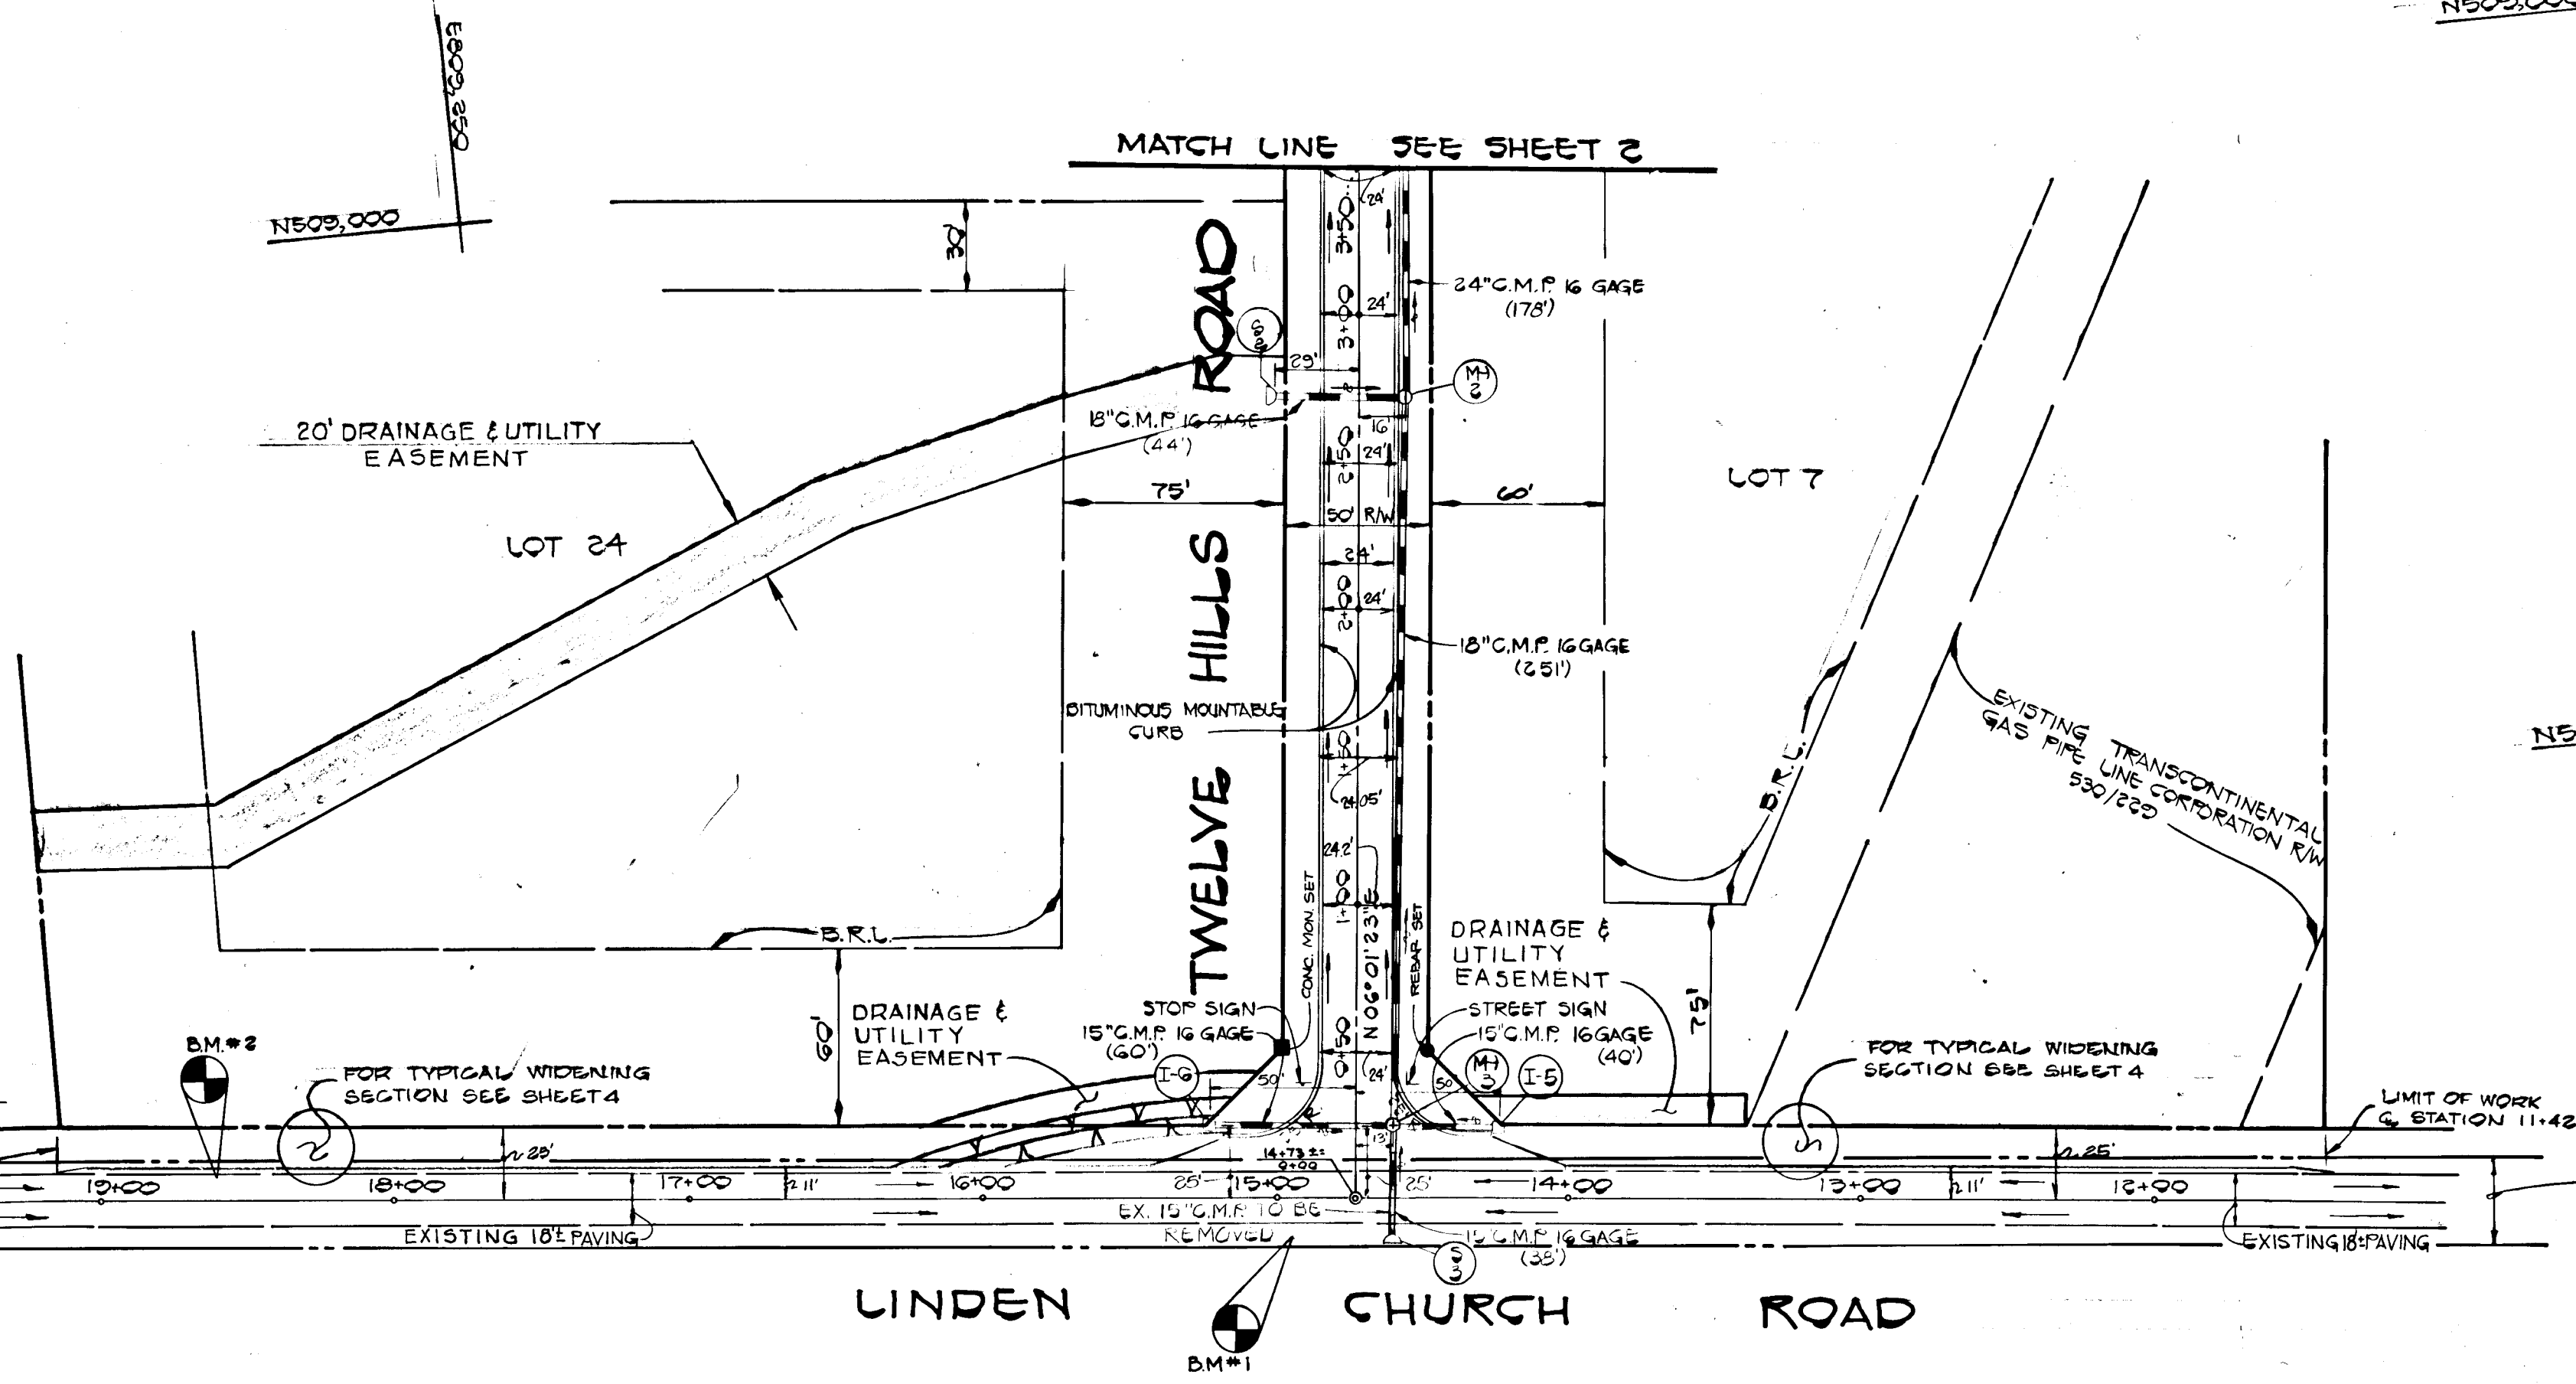 E809,250
N509,000
MATCH LINE SEE SHEET 2
30'
3+50
24'
24" C.M.P. 16 GAGE
(178')
3+00
24'
S
2
29'
MH
2
18" C.M.P. 16 GAGE
(44')
16'
20' DRAINAGE & UTILITY
EASEMENT
2+50
24'
LOT 7
75'
60'
50' R/W
LOT 24
24'
2+00
24'
18" C.M.P. 16 GAGE
(251')
BITUMINOUS MOUNTABLE
CURB
EXISTING TRANSCONTINENTAL
GAS PIPE LINE CORPORATION R/W
530/229
N5
1+50
24.05'
B.R.L.
TWELVE HILLS ROAD
24.2'
1+00
N 06° 01' 23" E
CONC. MON. SET
REBAR SET
B.R.L.
DRAINAGE &
UTILITY
EASEMENT
60'
75'
DRAINAGE &
UTILITY
EASEMENT
STOP SIGN
15" C.M.P. 16 GAGE
(60')
STREET SIGN
15" C.M.P. 16 GAGE
(40')
0+50
24'
B.M. #2
FOR TYPICAL WIDENING
SECTION SEE SHEET 4
2
I-6
50'
50'
MH
3
I-5
FOR TYPICAL WIDENING
SECTION SEE SHEET 4
LIMIT OF WORK
℄ STATION 11+42
25'
13'
14+73 ±=
0+00
25'
19+00
18+00
17+00
11'
16+00
25'
15+00
25'
14+00
13+00
11'
12+00
EX. 15" C.M.P. TO BE
REMOVED
EXISTING 18'± PAVING
15" C.M.P. 16 GAGE
(38')
EXISTING 18'± PAVING
S
3
LINDEN CHURCH ROAD
B.M #1